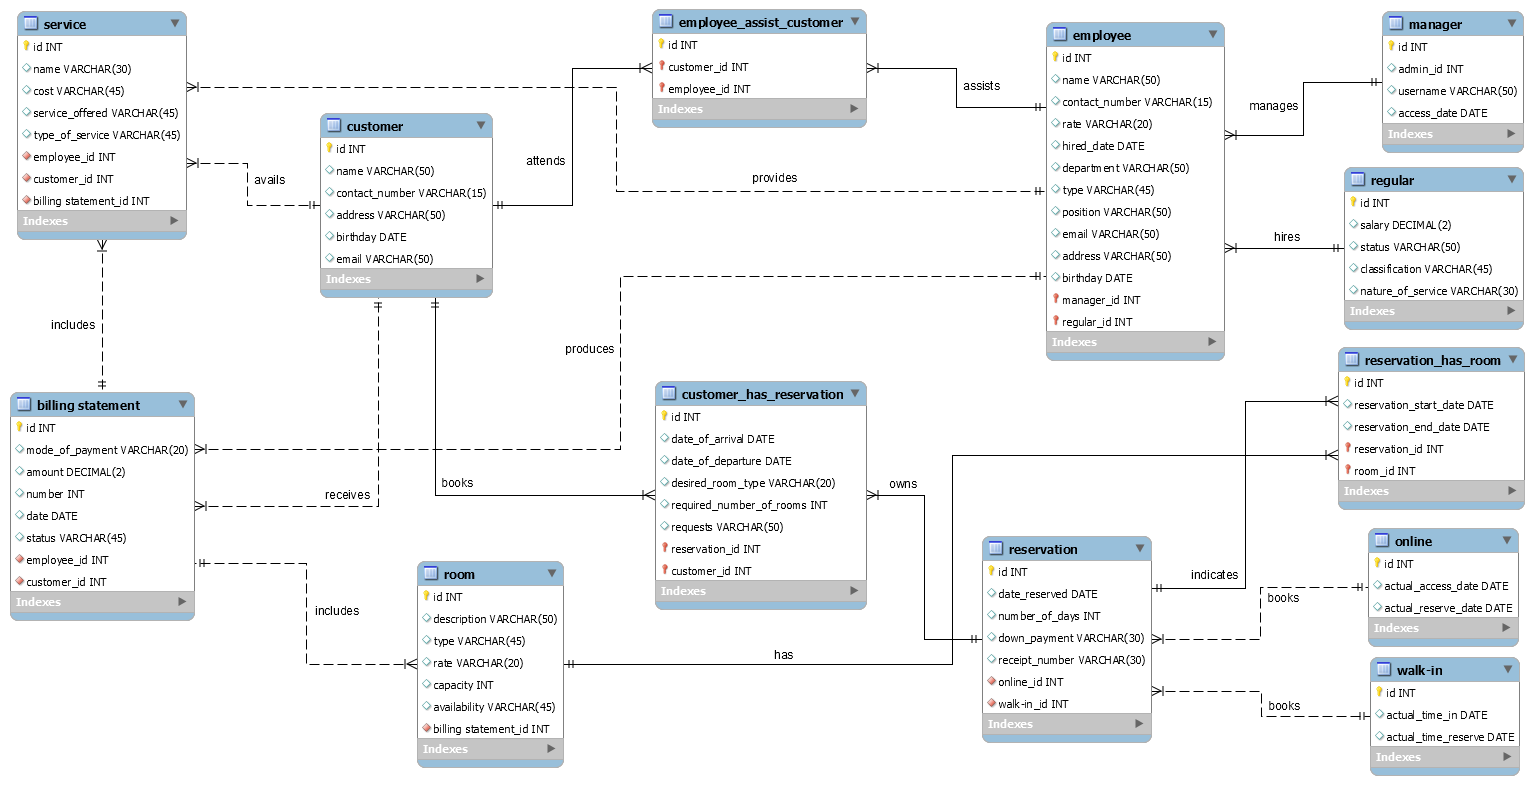 service
id INT
name VARCHAR(30)
cost VARCHAR(45)
service_offered VARCHAR(45)
type_of_service VARCHAR(45)
employee_id INT
customer_id INT
billing statement_id INT
Indexes
avails
customer
id INT
name VARCHAR(50)
contact_number VARCHAR(15)
address VARCHAR(50)
birthday DATE
email VARCHAR(50)
Indexes
attends
employee_assist_customer
id INT
customer_id INT
employee_id INT
Indexes
assists
provides
employee
id INT
name VARCHAR(50)
contact_number VARCHAR(15)
rate VARCHAR(20)
hired_date DATE
department VARCHAR(50)
type VARCHAR(45)
position VARCHAR(50)
email VARCHAR(50)
address VARCHAR(50)
birthday DATE
manager_id INT
regular_id INT
Indexes
manages
manager
id INT
admin_id INT
username VARCHAR(50)
access_date DATE
Indexes
hires
regular
id INT
salary DECIMAL(2)
status VARCHAR(50)
classification VARCHAR(45)
nature_of_service VARCHAR(30)
Indexes
includes
produces
receives
books
billing statement
id INT
mode_of_payment VARCHAR(20)
amount DECIMAL(2)
number INT
date DATE
status VARCHAR(45)
employee_id INT
customer_id INT
Indexes
includes
room
id INT
description VARCHAR(50)
type VARCHAR(45)
rate VARCHAR(20)
capacity INT
availability VARCHAR(45)
billing statement_id INT
Indexes
customer_has_reservation
id INT
date_of_arrival DATE
date_of_departure DATE
desired_room_type VARCHAR(20)
required_number_of_rooms INT
requests VARCHAR(50)
reservation_id INT
customer_id INT
Indexes
owns
has
reservation
id INT
date_reserved DATE
number_of_days INT
down_payment VARCHAR(30)
receipt_number VARCHAR(30)
online_id INT
walk-in_id INT
Indexes
indicates
reservation_has_room
id INT
reservation_start_date DATE
reservation_end_date DATE
reservation_id INT
room_id INT
Indexes
books
online
id INT
actual_access_date DATE
actual_reserve_date DATE
Indexes
books
walk-in
id INT
actual_time_in DATE
actual_time_reserve DATE
Indexes